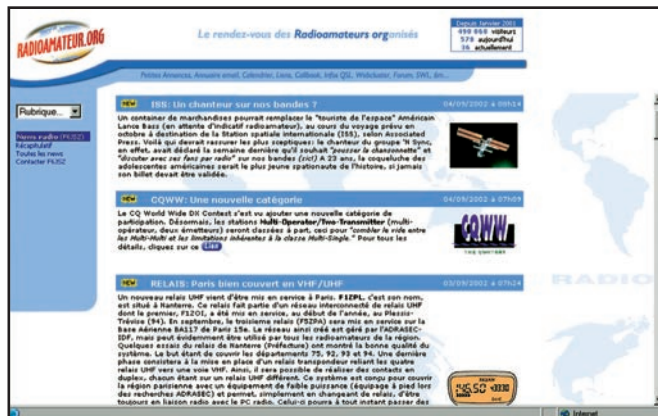 RADIOAMATEUR.ORG
Le rendez-vous des Radioamateurs organisés
Depuis Janvier 2001
490 060 visiteurs
570 aujourd'hui
36 actuellement
Petites Annonces, Annuaire email, Calendrier, Liens, Callbook, Infos QSL, Webcluster, Forum, SWL, &m...
Rubrique...
Récapitulatif
Toutes les news
Contacter F4JSZ
NEW ISS: Un chanteur sur nos bandes ? 04/09/2002 à 08h14
Un container de marchandises pourrait remplacer le "touriste de l'espace" Américain
Lance Bass (en attente d'indicatif radioamateur), au cours du voyage prévu en
octobre à destination de la Station spatiale internationale (ISS), selon Associated
Press. Voilà qui devrait rassurer les plus sceptiques: le chanteur du groupe 'N Sync,
en effet, avait déclaré la semaine dernière qu'il souhait "pousser la chansonnette" et
"discuter avec ses fans par radio" sur nos bandes (sic!) A 23 ans, la coqueluche des
adolescentes américaines serait le plus jeune spationaute de l'histoire, si jamais
son billet devait être validée.
NEW CQWW: Une nouvelle catégorie 04/09/2002 à 07h09
Le CQ World Wide DX Contest s'est vu ajouter une nouvelle catégorie de
participation. Désormais, les stations Multi-Operator/Two-Transmitter (multi-
opérateur, deux émetteurs) seront classées à part, ceci pour "combler le vide entre
les Multi-Multi et les limitations inhérentes à la classe Multi-Single." Pour tous les
détails, cliquez sur ce Lien
CQWW
DX CONTEST
NEW RELAIS: Paris bien couvert en VHF/UHF 03/09/2002 à 07h24
Un nouveau relais UHF vient d'être mis en service à Paris. F1ZPL, c'est son nom,
est situé à Nanterre. Ce relais fait partie d'un réseau interconnecté de relais UHF
dont le premier, F1ZOI, a été mis en service, au début de l'année, au Plessis-
Trévise (94). En septembre, le troisième relais (F5ZPA) sera mis en service sur la
Base Aérienne BA117 de Paris 15e. Le réseau ainsi créé est géré par l'ADRASEC-
IDF, mais peut évidemment être utilisé par tous les radioamateurs de la région.
Quelques essais du relais de Nanterre (Préfecture) ont montré la bonne qualité du
système. Le but étant de couvrir les départements 75, 92, 93 et 94. Une dernière
phase consistera à la mise en place d'un relais transpondeur reliant les quatre
relais UHF vers une voie VHF. Ainsi, il sera possible de réaliser des contacts en
duplex, chacun étant sur un relais UHF différent. Ce système est conçu pour couvrir
la région parisienne avec un équipement de faible puissance (équipage à pied lors
des recherches ADRASEC) et permet, simplement en changeant de relais, d'être
toujours en liaison radio avec le PC radio. Celui-ci pourra à tout instant passer des
145.50
RADIO
Internet